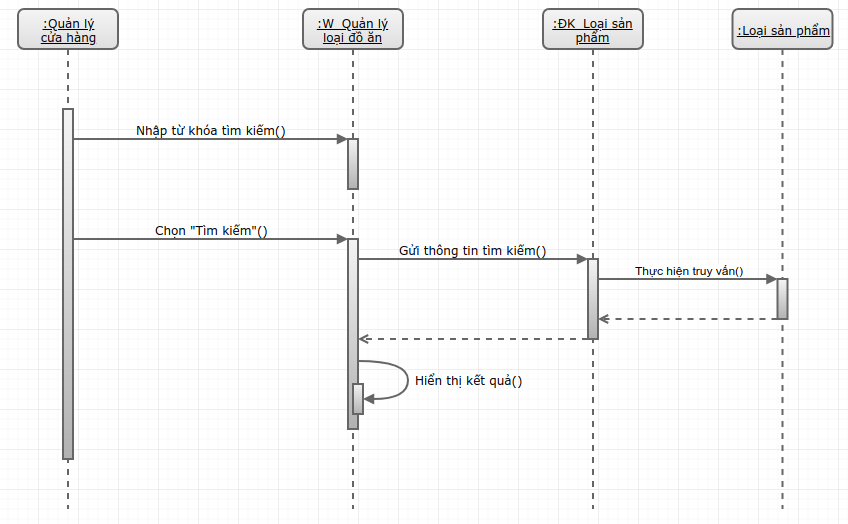 :Quản lý
cửa hàng
:W_Quản lý
loại đồ ăn
:ĐK_Loại sản
phẩm
:Loại sản phẩm
Nhập từ khóa tìm kiếm()
Chọn "Tìm kiếm"()
Gửi thông tin tìm kiếm()
Thực hiện truy vấn()
Hiển thị kết quả()